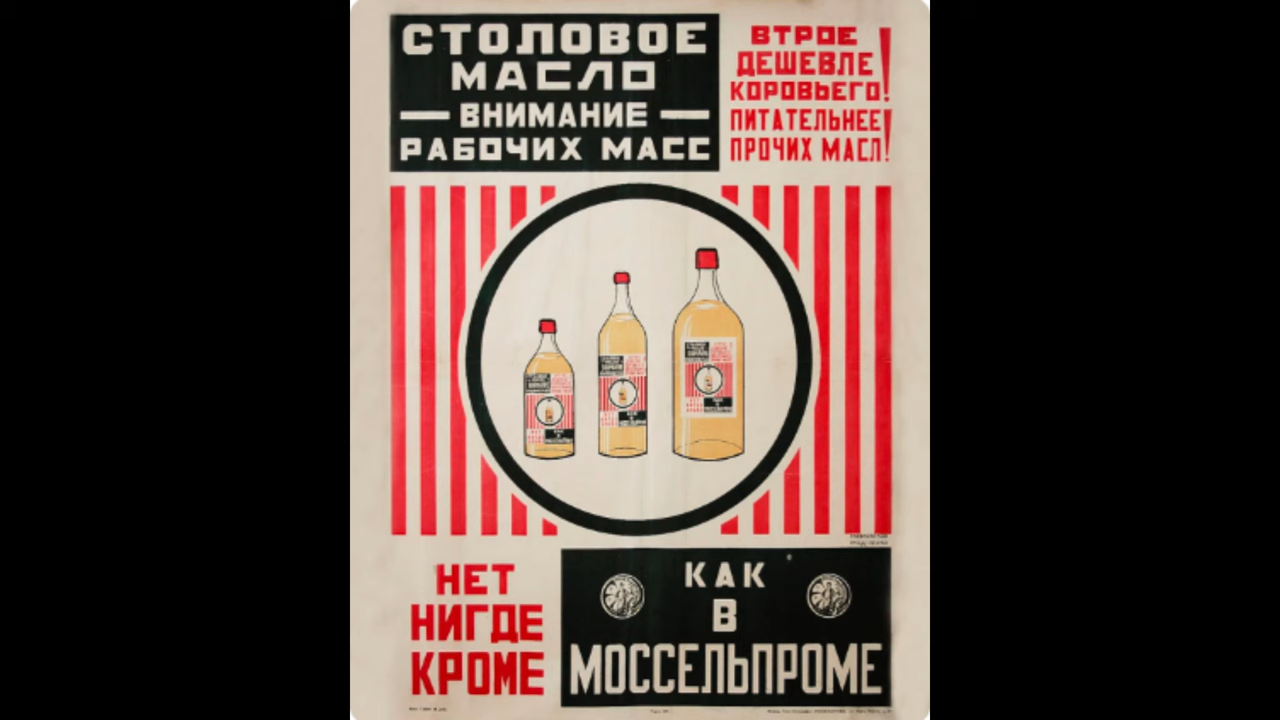 СТОЛОВОЕ
МАСЛО
— ВНИМАНИЕ —
РАБОЧИХ МАСС
ВТРОЕ
ДЕШЕВЛЕ
КОРОВЬЕГО!
ПИТАТЕЛЬНЕЕ
ПРОЧИХ МАСЛ!
НЕТ
НИГДЕ
КРОМЕ
КАК
В
МОССЕЛЬПРОМЕ